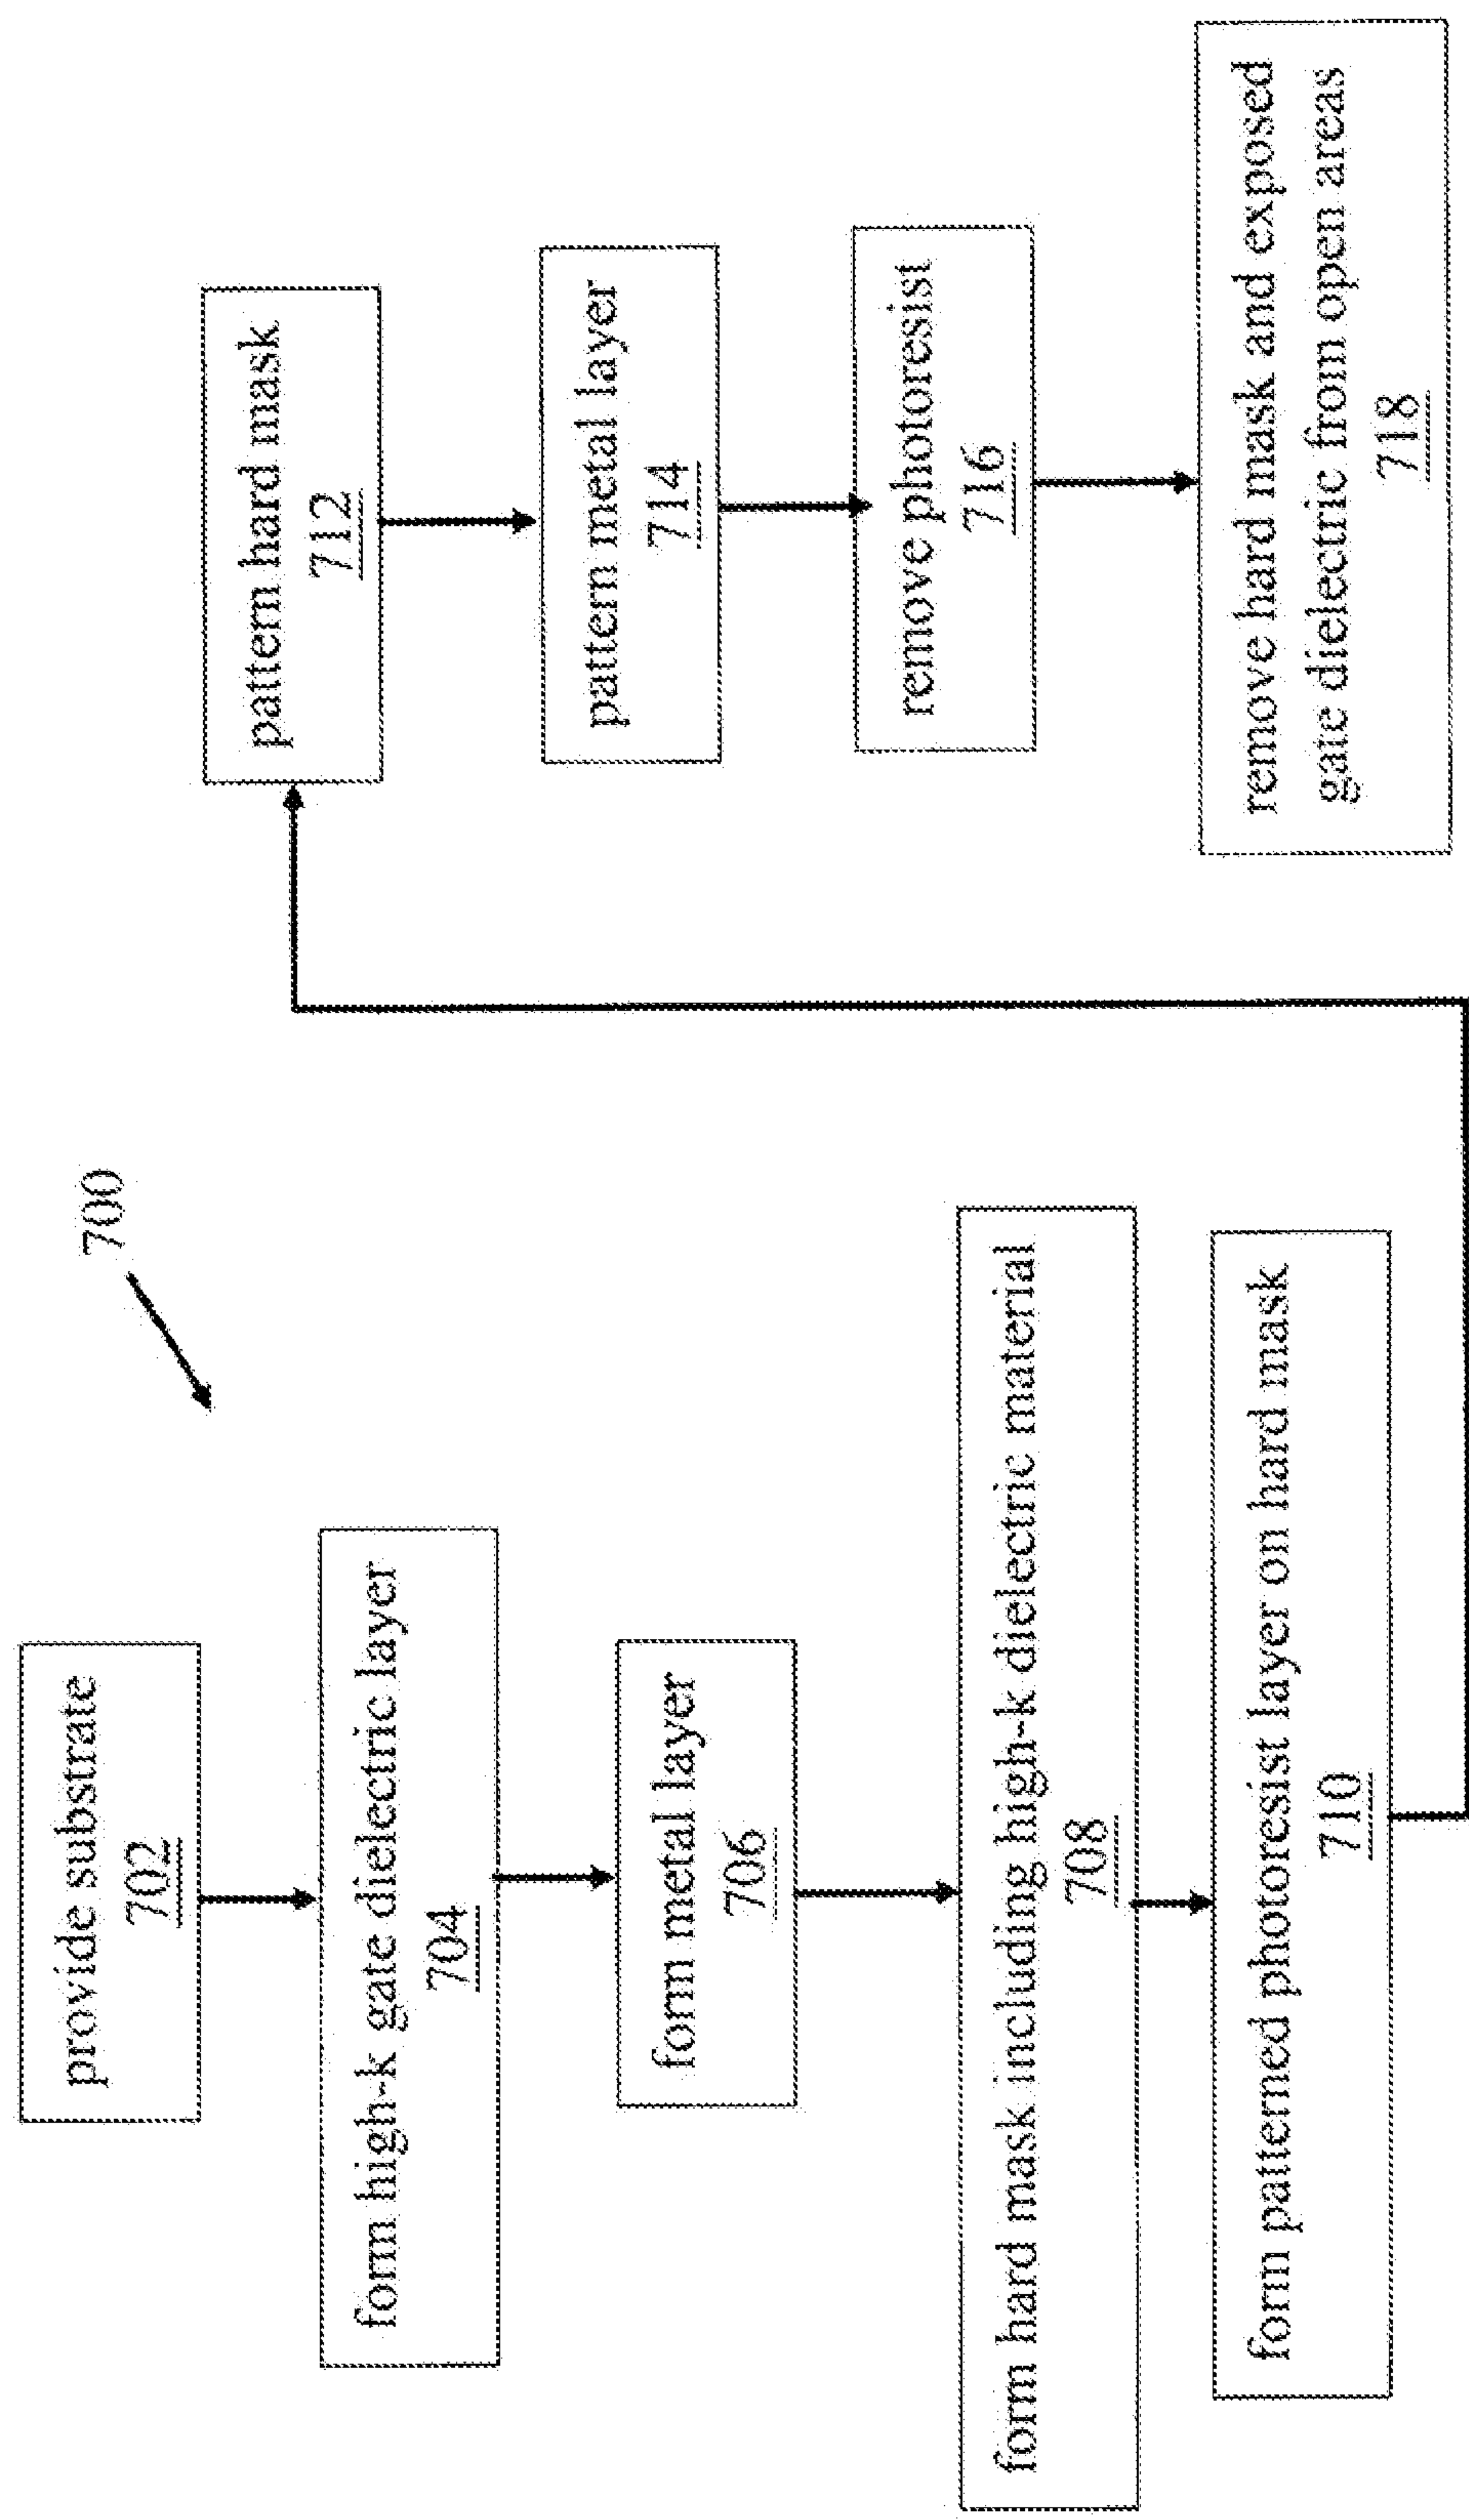 700
provide substrate
702
form high-k gate dielectric layer
704
form metal layer
706
form hard mask including high-k dielectric material
708
form patterned photoresist layer on hard mask
710
pattern hard mask
712
pattern metal layer
714
remove photoresist
716
remove hard mask and exposed
gate dielectric from open areas
718